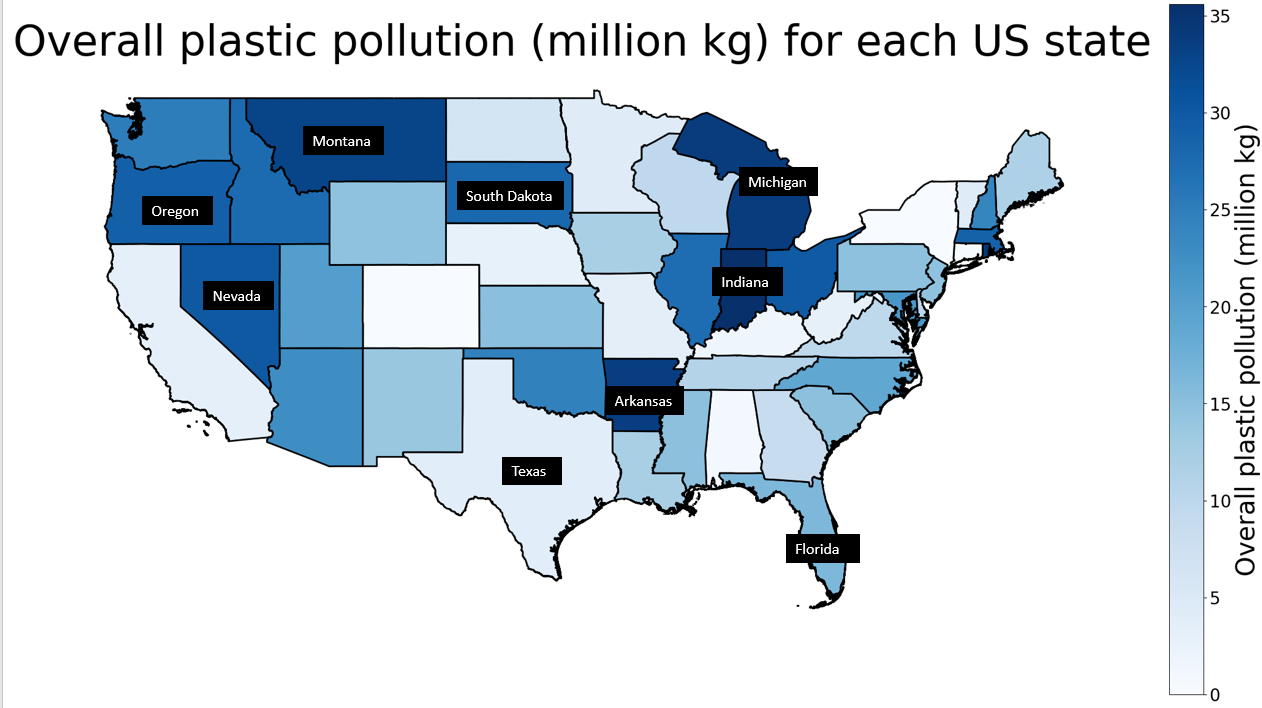 Overall plastic pollution (million kg) for each US state
Montana
Oregon
South Dakota
Michigan
Nevada
Indiana
Arkansas
Texas
Florida
35
30
25
20
15
10
5
0
Overall plastic pollution (million kg)